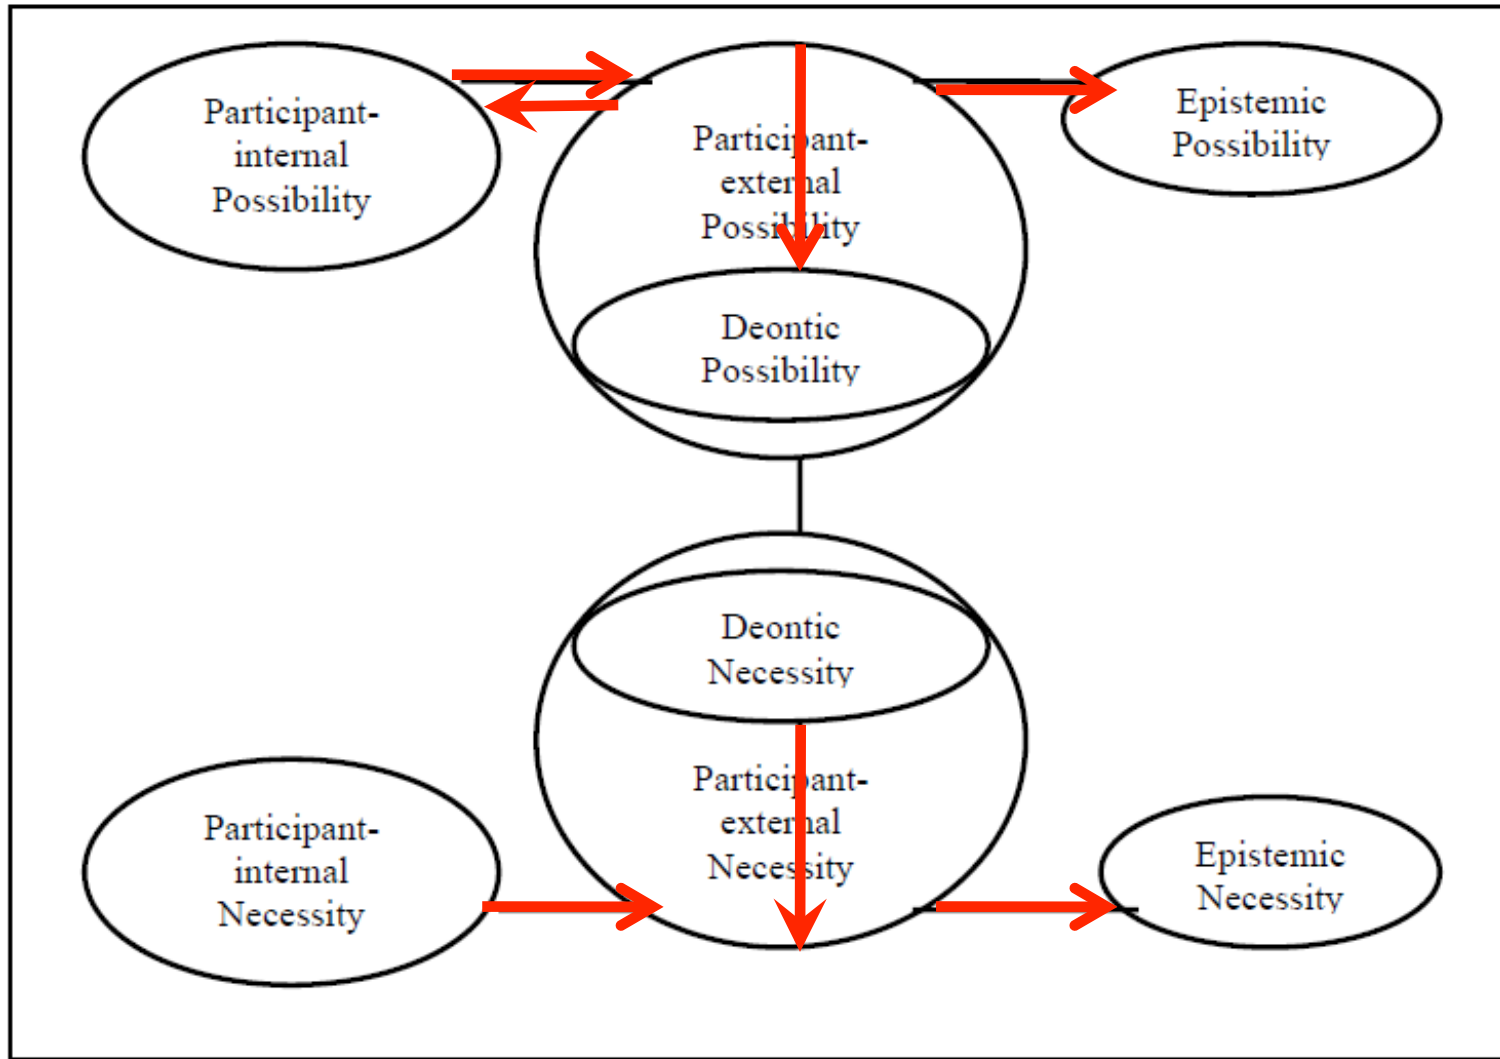 Participant-
internal
Possibility
Participant-
external
Possibility
Epistemic
Possibility
Deontic
Possibility
Deontic
Necessity
Participant-
internal
Necessity
Participant-
external
Necessity
Epistemic
Necessity